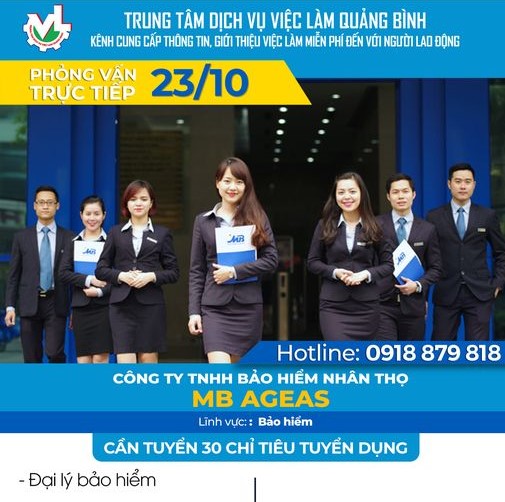 TRUNG TÂM DỊCH VỤ VIỆC LÀM QUẢNG BÌNH
KÊNH CUNG CẤP THÔNG TIN, GIỚI THIỆU VIỆC LÀM MIỄN PHÍ ĐẾN VỚI NGƯỜI LAO ĐỘNG
PHỎNG VẤN
TRỰC TIẾP
23/10
MB
MB
MB
Hotline: 0918 879 818
CÔNG TY TNHH BẢO HIỂM NHÂN THỌ
MB AGEAS
Lĩnh vực: : Bảo hiểm
CẦN TUYỂN 30 CHỈ TIÊU TUYỂN DỤNG
- Đại lý bảo hiểm